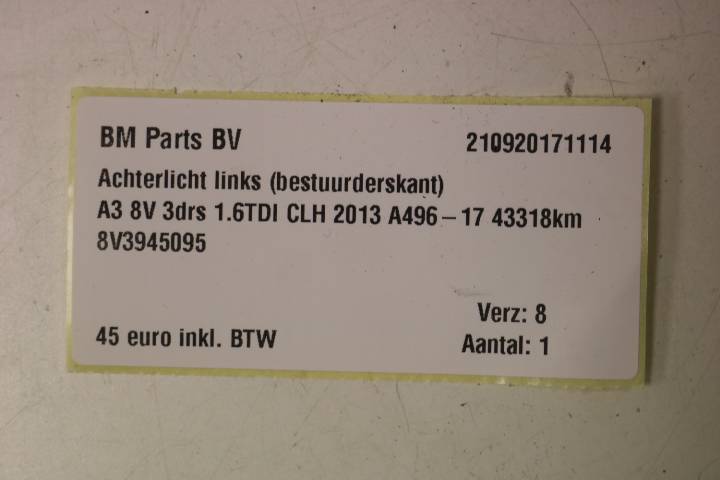 BM Parts BV 210920171114
Achterlicht links (bestuurderskant)
A3 8V 3drs 1.6TDI CLH 2013 A496-17 43318km
8V3945095
Verz: 8
45 euro inkl. BTW Aantal: 1